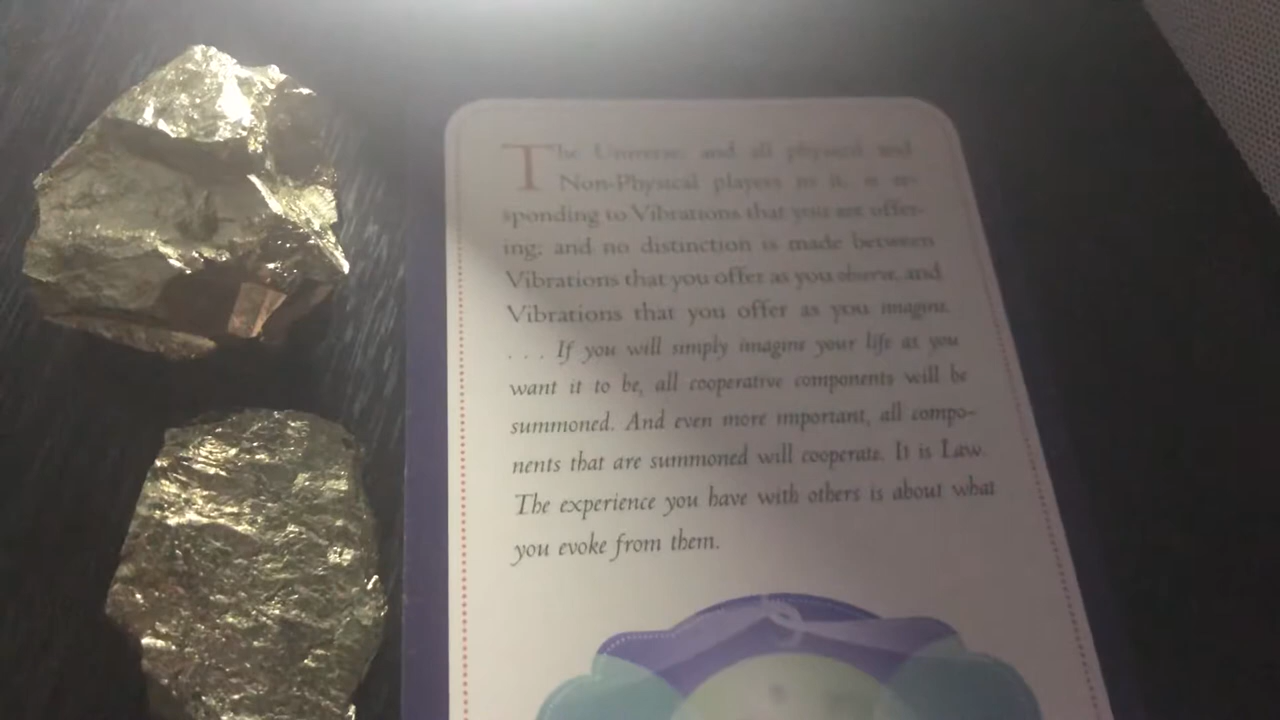 The Universe, and all physical and
Non-Physical players in it, is re-
sponding to Vibrations that you are offer-
ing; and no distinction is made between
Vibrations that you offer as you observe, and
Vibrations that you offer as you imagine.
. . . If you will simply imagine your life as you
want it to be, all cooperative components will be
summoned. And even more important, all compo-
nents that are summoned will cooperate. It is Law.
The experience you have with others is about what
you evoke from them.